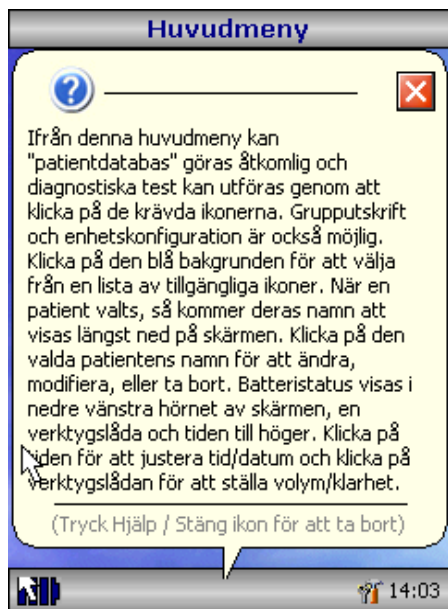 Huvudmeny
Ifrån denna huvudmeny kan
"patientdatabas" göras åtkomlig och
diagnostiska test kan utföras genom att
klicka på de krävda ikonerna. Grupputskrift
och enhetskonfiguration är också möjlig.
Klicka på den blå bakgrunden för att välja
från en lista av tillgängliga ikoner. När en
patient valts, så kommer deras namn att
visas längst ned på skärmen. Klicka på den
valda patientens namn för att ändra,
modifiera, eller ta bort. Batteristatus visas i
nedre vänstra hörnet av skärmen, en
verktygslåda och tiden till höger. Klicka på
tiden för att justera tid/datum och klicka på
verktygslådan för att ställa volym/klarhet.
(Tryck Hjälp / Stäng ikon för att ta bort)
14:03